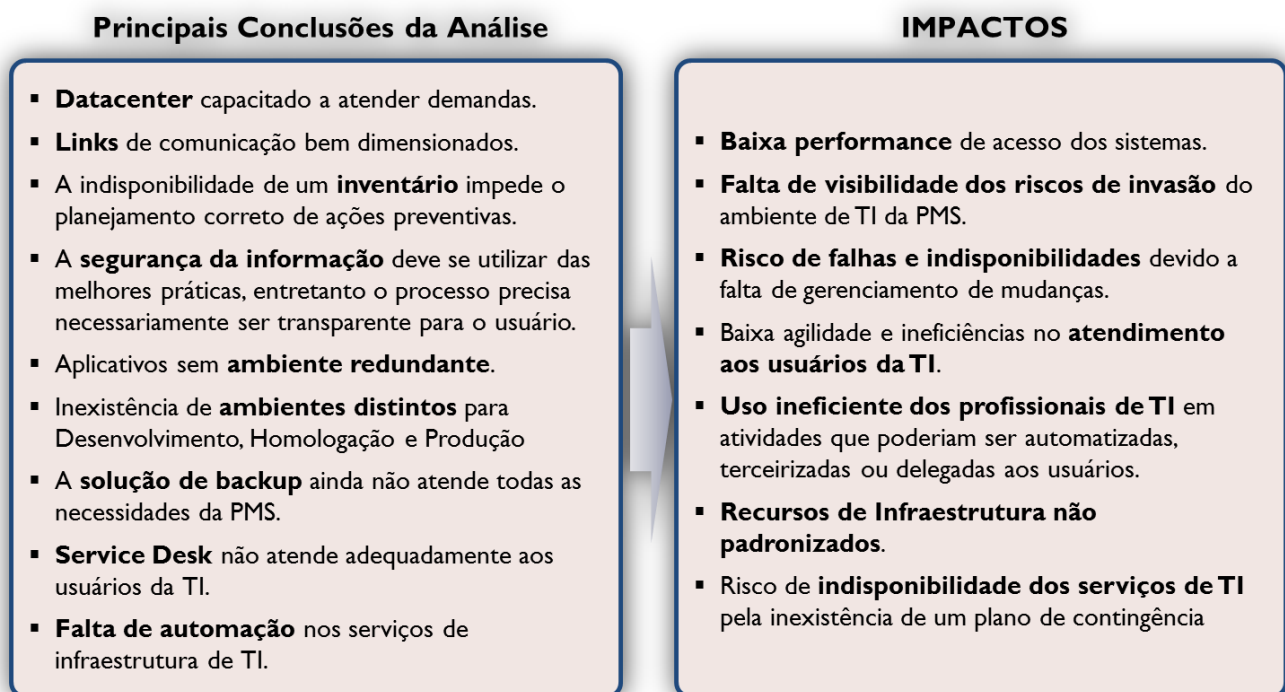 Principais Conclusões da Análise
▪ Datacenter capacitado a atender demandas.
▪ Links de comunicação bem dimensionados.
▪ A indisponibilidade de um inventário impede o
planejamento correto de ações preventivas.
▪ A segurança da informação deve se utilizar das
melhores práticas, entretanto o processo precisa
necessariamente ser transparente para o usuário.
▪ Aplicativos sem ambiente redundante.
▪ Inexistência de ambientes distintos para
Desenvolvimento, Homologação e Produção
▪ A solução de backup ainda não atende todas as
necessidades da PMS.
▪ Service Desk não atende adequadamente aos
usuários da TI.
▪ Falta de automação nos serviços de
infraestrutura de TI.
IMPACTOS
▪ Baixa performance de acesso dos sistemas.
▪ Falta de visibilidade dos riscos de invasão do
ambiente de TI da PMS.
▪ Risco de falhas e indisponibilidades devido a
falta de gerenciamento de mudanças.
▪ Baixa agilidade e ineficiências no atendimento
aos usuários da TI.
▪ Uso ineficiente dos profissionais de TI em
atividades que poderiam ser automatizadas,
terceirizadas ou delegadas aos usuários.
▪ Recursos de Infraestrutura não
padronizados.
▪ Risco de indisponibilidade dos serviços de TI
pela inexistência de um plano de contingência